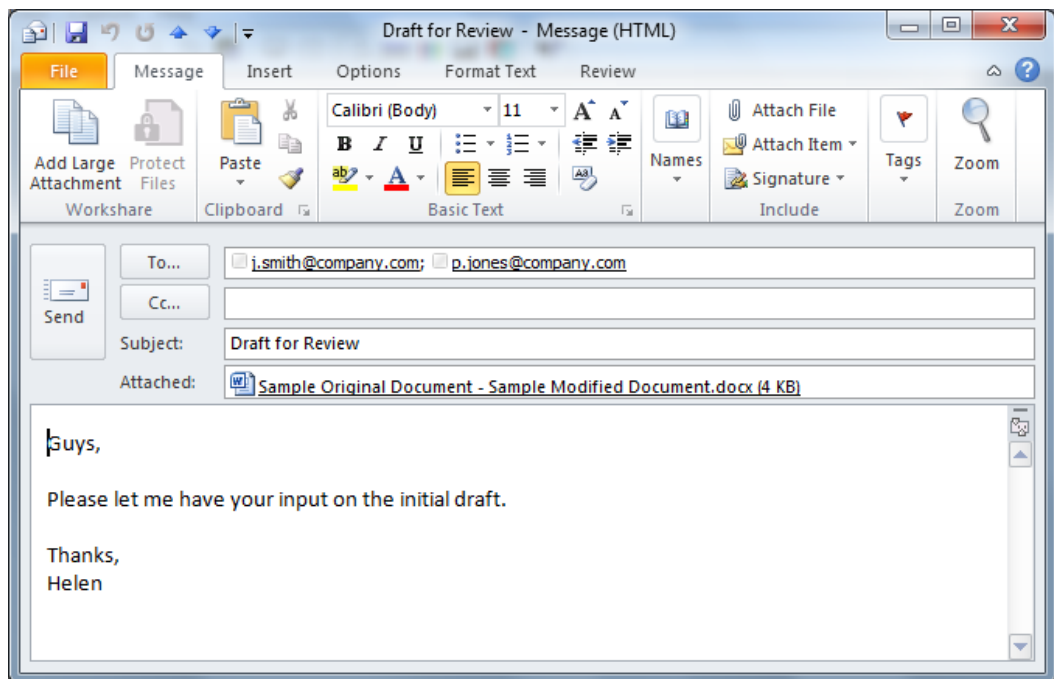 Draft for Review - Message (HTML)
File Message Insert Options Format Text Review
Calibri (Body) 11 A A
Attach File
B I U
Attach Item
Add Large Attachment
Protect Files
Paste
Names
Tags
Zoom
ab A Aa
Signature
Workshare Clipboard Basic Text Include Zoom
To... j.smith@company.com; p.jones@company.com
Cc...
Send
Subject: Draft for Review
Attached: Sample Original Document - Sample Modified Document.docx (4 KB)
Guys,
Please let me have your input on the initial draft.
Thanks,
Helen